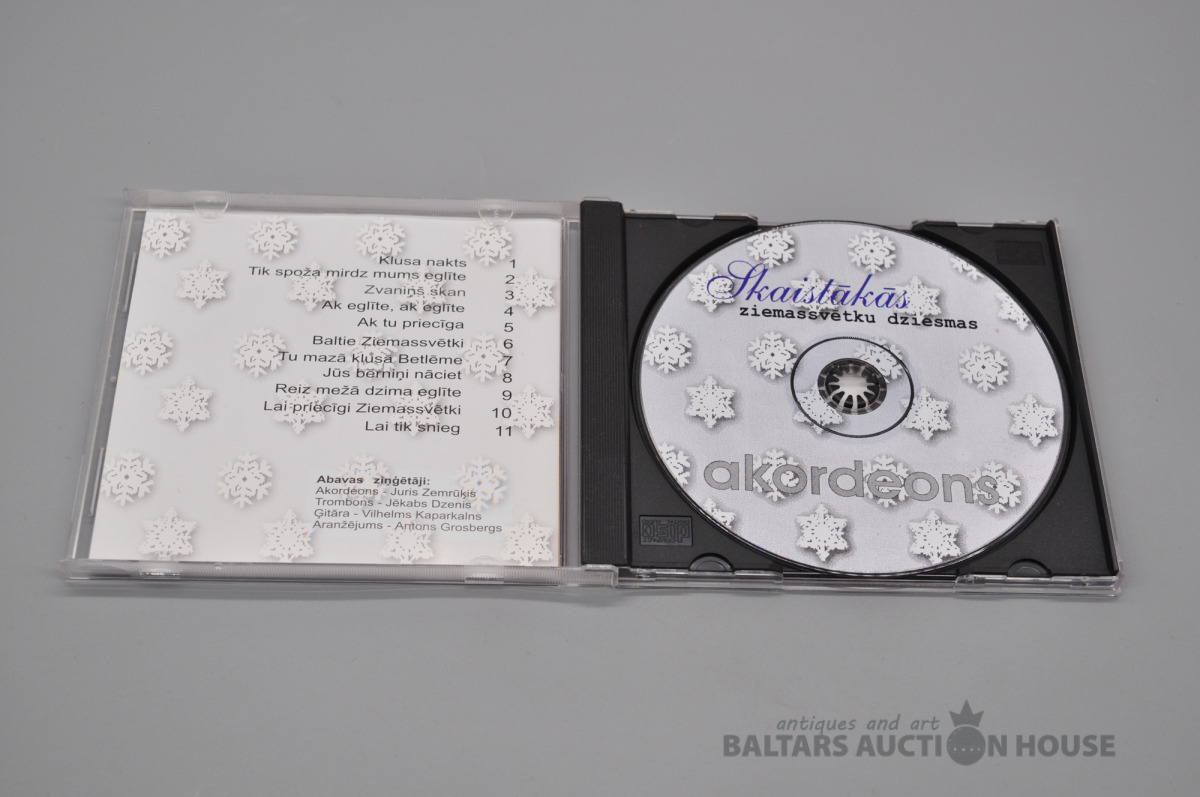 Klusa nakts 1
Tik spoža mirdz mums eglīte 2
Zvaniņš skan 3
Ak eglīte, ak eglīte 4
Ak tu priecīga 5
Baltie Ziemassvētki 6
Tu mazā klusa Betlēme 7
Jūs bērniņi nāciet 8
Reiz mežā dzima eglīte 9
Lai priecīgi Ziemassvētki 10
Lai tik snieg 11
Abavas ziņģētāji:
Akordeons - Juris Zemrūķis
Trombons - Jēkabs Dzenis
Ģitāra - Vilhelms Kaparkalns
Aranžējums - Antons Grosbergs
Skaistākās
ziemassvētku dziesmas
akordeons
antiques and art
BALTARS AUCTION HOUSE